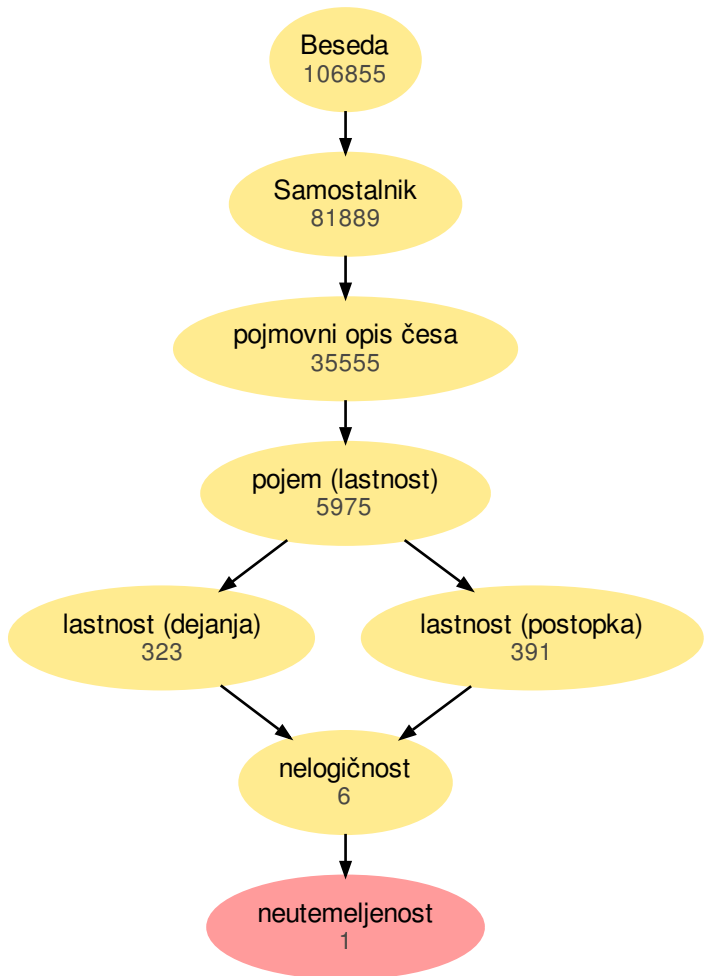 Beseda
106855
Samostalnik
81889
pojmovni opis česa
35555
pojem (lastnost)
5975
lastnost (dejanja)
323
lastnost (postopka)
391
nelogičnost
6
neutemeljenost
1